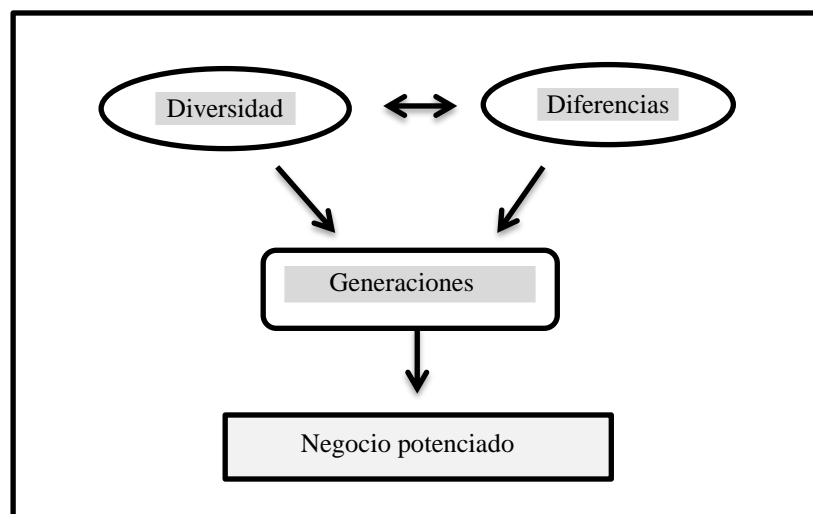 Diversidad
Diferencias
Generaciones
Negocio potenciado